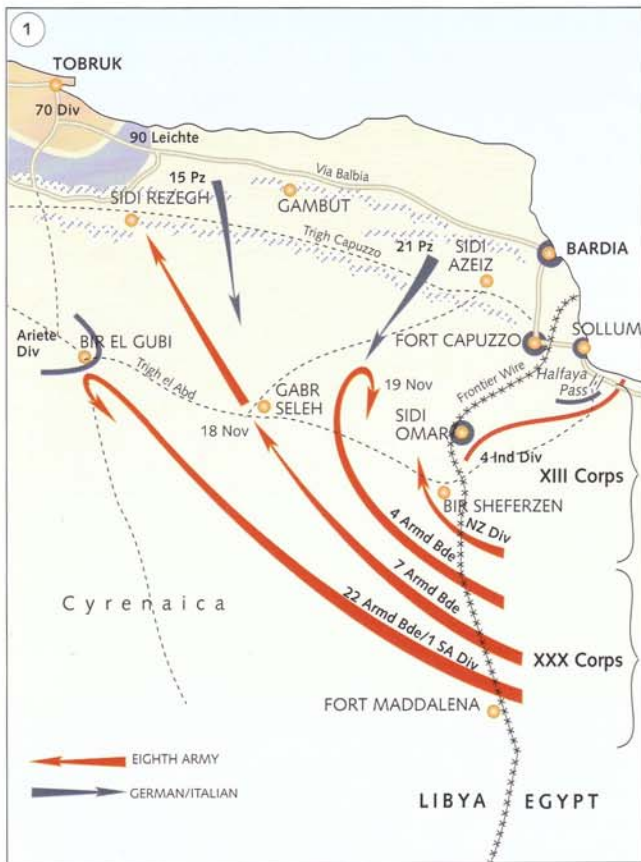 1
TOBRUK
70 Div
90 Leichte
15 Pz
Via Balbia
SIDI REZEGH
GAMBUT
Trigh Capuzzo
21 Pz
SIDI
AZEIZ
BARDIA
Ariete
Div
BIR EL GUBI
FORT CAPUZZO
SOLLUM
Halfaya
Pass
Trigh el Abd
GABR
SELEH
18 Nov
19 Nov
Frontier Wire
SIDI
OMAR
4 Ind Div
XIII Corps
BIR SHEFERZEN
NZ Div
4 Armd Bde
7 Armd Bde
22 Armd Bde/1 SA Div
Cyrenaica
XXX Corps
FORT MADDALENA
EIGHTH ARMY
GERMAN/ITALIAN
LIBYA EGYPT